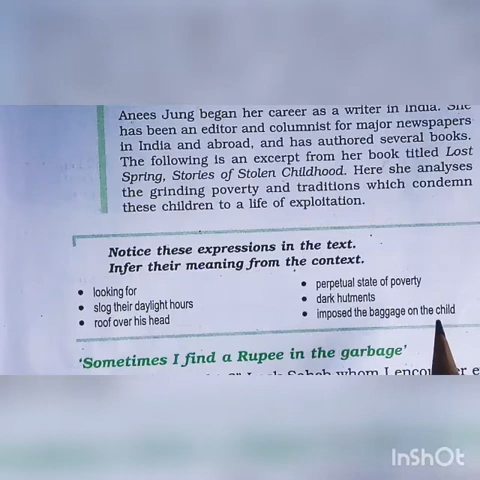 Anees Jung began her career as a writer in India. She
has been an editor and columnist for major newspapers
in India and abroad, and has authored several books.
The following is an excerpt from her book titled Lost
Spring, Stories of Stolen Childhood. Here she analyses
the grinding poverty and traditions which condemn
these children to a life of exploitation.
Notice these expressions in the text.
Infer their meaning from the context.
• looking for
• slog their daylight hours
• roof over his head
• perpetual state of poverty
• dark hutments
• imposed the baggage on the child
‘Sometimes I find a Rupee in the garbage’
whom I
InShOt